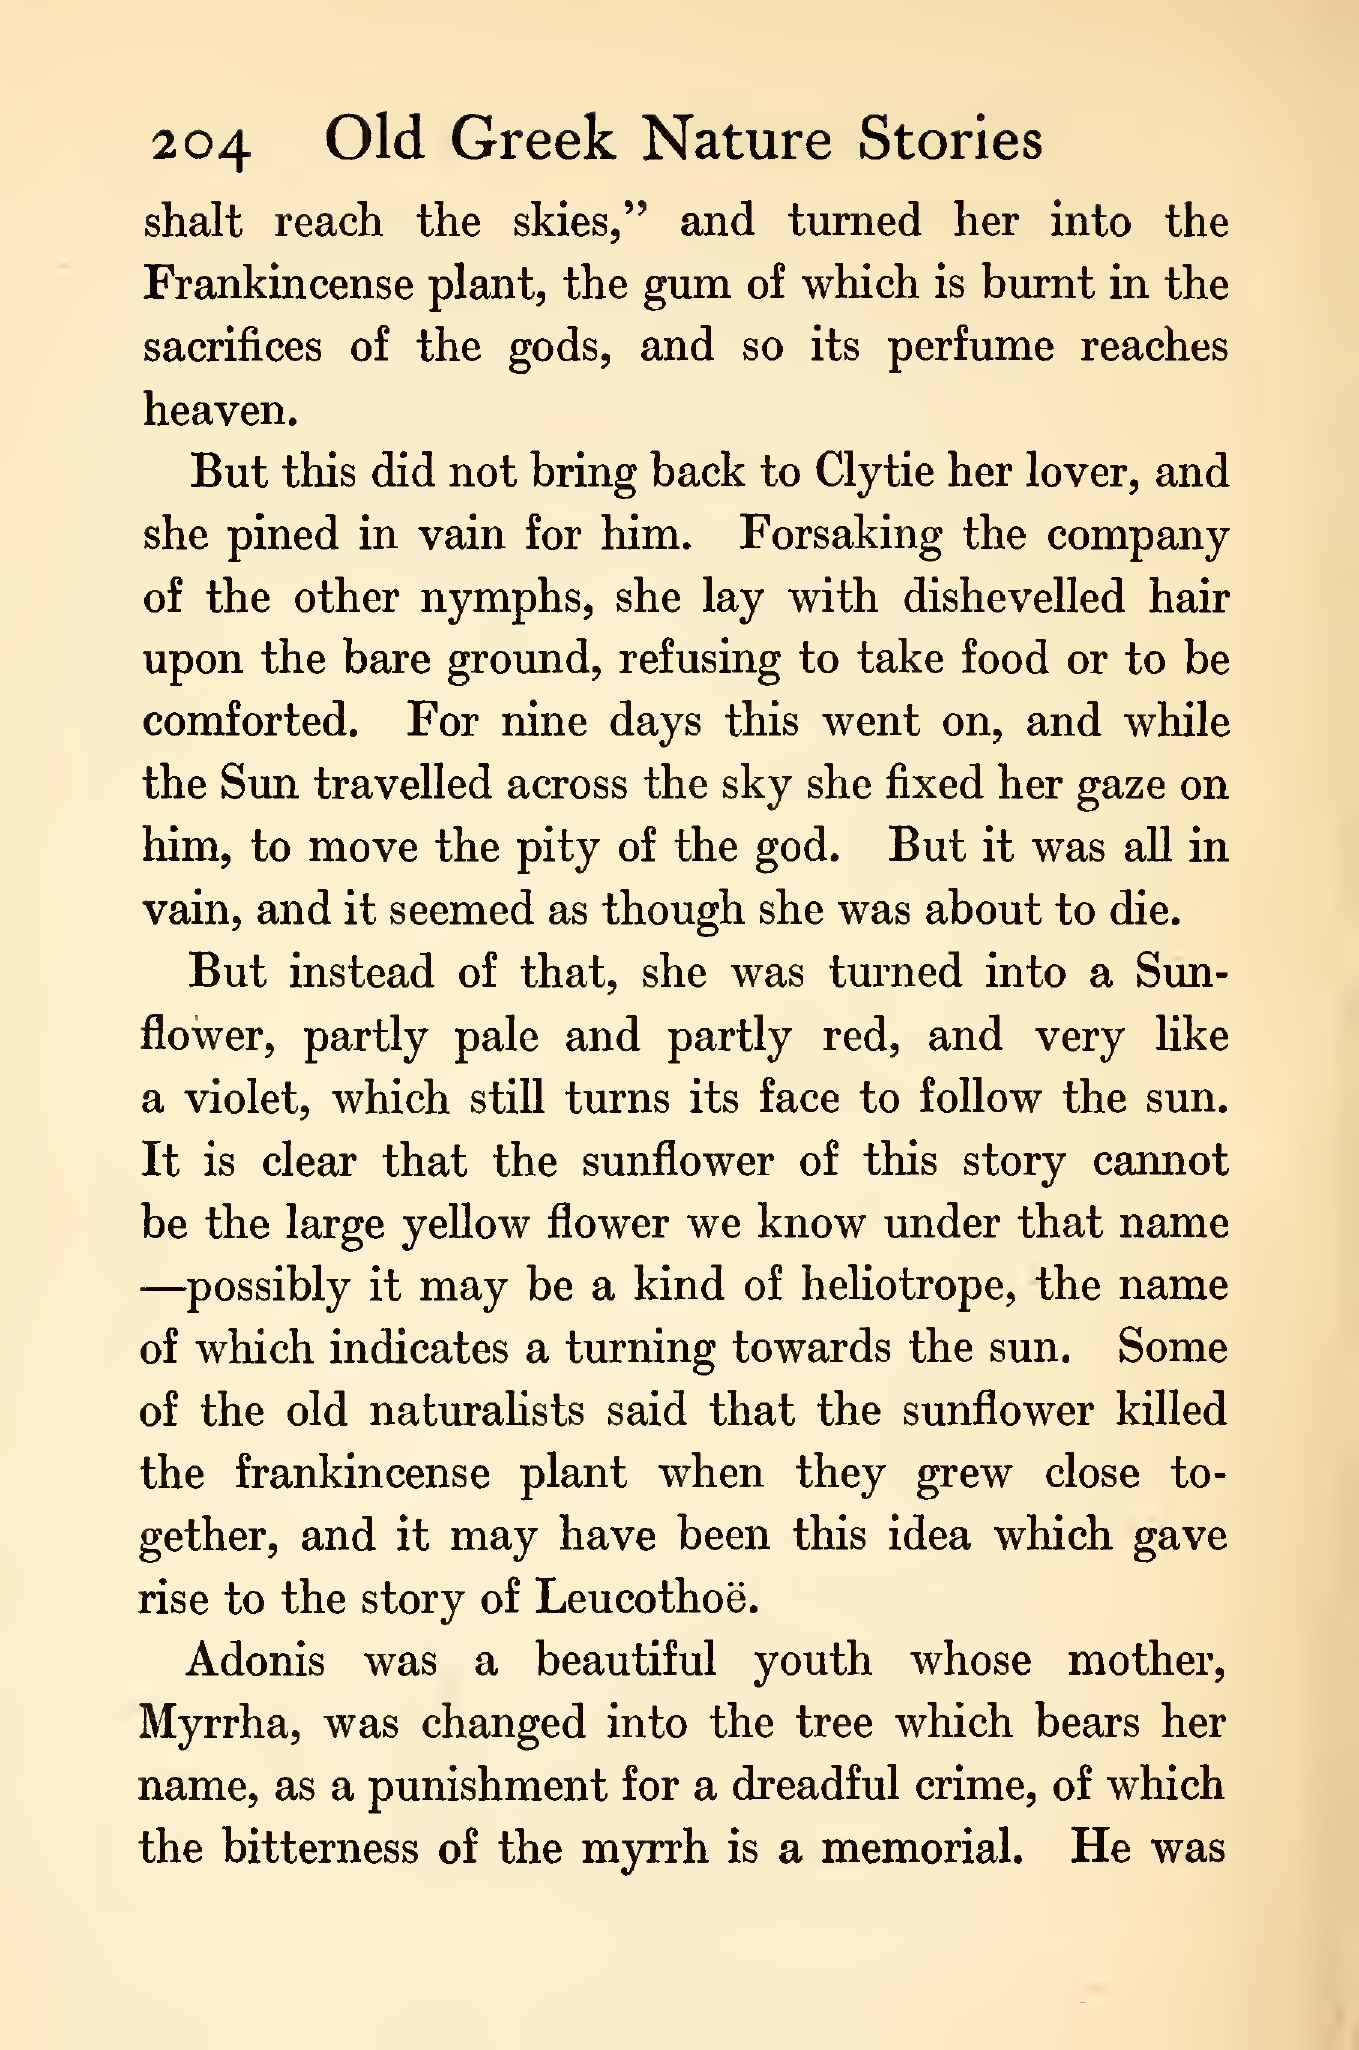 204 Old Greek Nature Stories
shalt reach the skies,” and turned her into the
Frankincense plant, the gum of which is burnt in the
sacrifices of the gods, and so its perfume reaches
heaven.
But this did not bring back to Clytie her lover, and
she pined in vain for him. Forsaking the company
of the other nymphs, she lay with dishevelled hair
upon the bare ground, refusing to take food or to be
comforted. For nine days this went on, and while
the Sun travelled across the sky she fixed her gaze on
him, to move the pity of the god. But it was all in
vain, and it seemed as though she was about to die.
But instead of that, she was turned into a Sun-
flower, partly pale and partly red, and very like
a violet, which still turns its face to follow the sun.
It is clear that the sunflower of this story cannot
be the large yellow flower we know under that name
—possibly it may be a kind of heliotrope, the name
of which indicates a turning towards the sun. Some
of the old naturalists said that the sunflower killed
the frankincense plant when they grew close to-
gether, and it may have been this idea which gave
rise to the story of Leucothoë.
Adonis was a beautiful youth whose mother,
Myrrha, was changed into the tree which bears her
name, as a punishment for a dreadful crime, of which
the bitterness of the myrrh is a memorial. He was